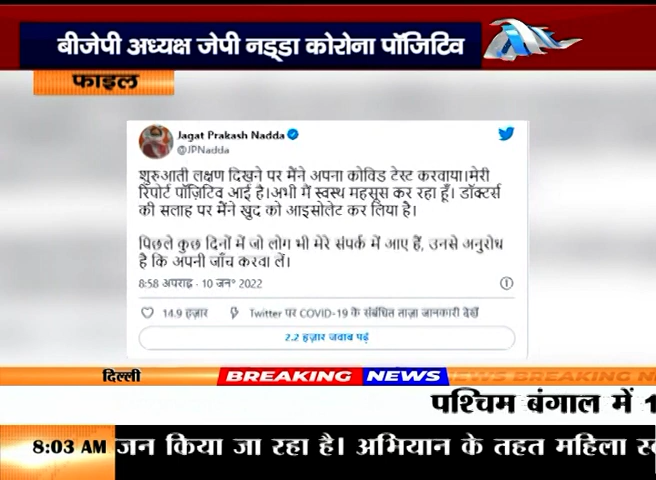 बीजेपी अध्यक्ष जेपी नड्डा कोरोना पॉजिटिव
फाइल
Jagat Prakash Nadda
@JPNadda
शुरुआती लक्षण दिखने पर मैंने अपना कोविड टेस्ट करवाया।मेरी
रिपोर्ट पॉज़िटिव आई है।अभी मैं स्वस्थ महसूस कर रहा हूँ। डॉक्टर्स
की सलाह पर मैंने खुद को आइसोलेट कर लिया है।
पिछले कुछ दिनों में जो लोग भी मेरे संपर्क में आए हैं, उनसे अनुरोध
है कि अपनी जाँच करवा लें।
8:58 अपराह्न · 10 जन॰ 2022
14.9 हज़ार Twitter पर COVID-19 के संबंधित ताज़ा जानकारी देखें
2.2 हज़ार जवाब पढ़ें
दिल्ली BREAKING NEWS NEWS BREAKING N
पश्चिम बंगाल में 1
8:03 AM जन किया जा रहा है। अभियान के तहत महिला स्व